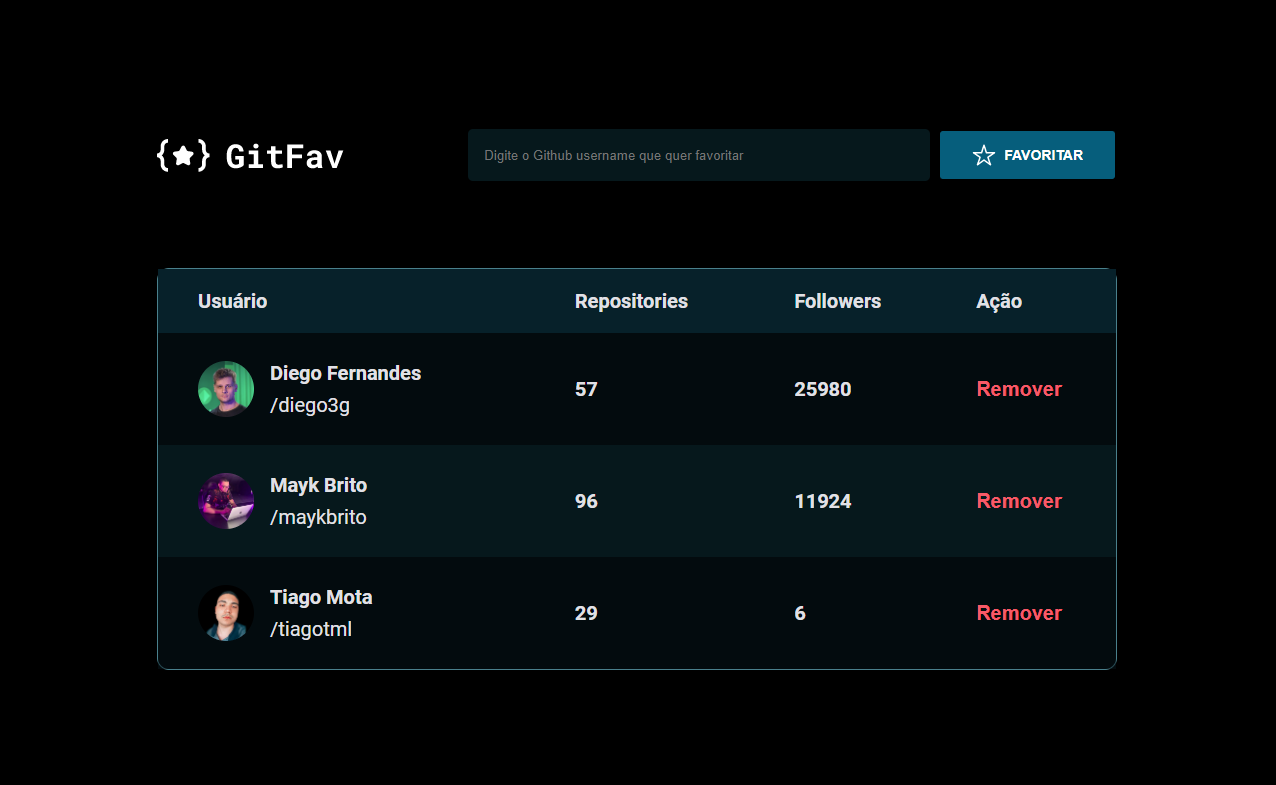 {★} GitFav
Digite o Github username que quer favoritar
FAVORITAR
Usuário Repositories Followers Ação
Diego Fernandes
/diego3g
57 25980 Remover
Mayk Brito
/maykbrito
96 11924 Remover
Tiago Mota
/tiagotml
29 6 Remover